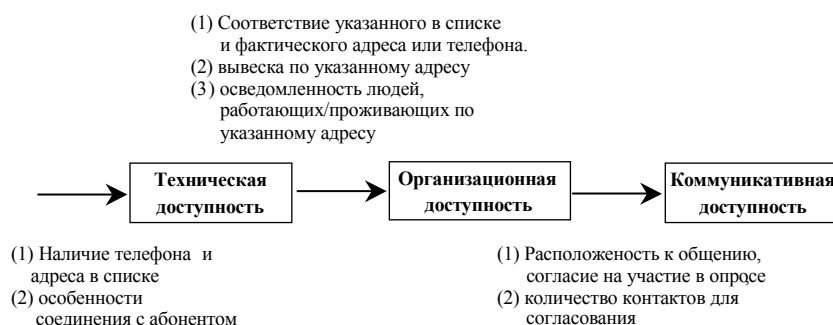 (1) Соответствие указанного в списке
и фактического адреса или телефона.
(2) вывеска по указанному адресу
(3) осведомленность людей,
работающих/проживающих по
указанному адресу
Техническая
доступность
Организационная
доступность
Коммуникативная
доступность
(1) Наличие телефона и
адреса в списке
(2) особенности
соединения с абонентом
(1) Расположеность к общению,
согласие на участие в опросе
(2) количество контактов для
согласования